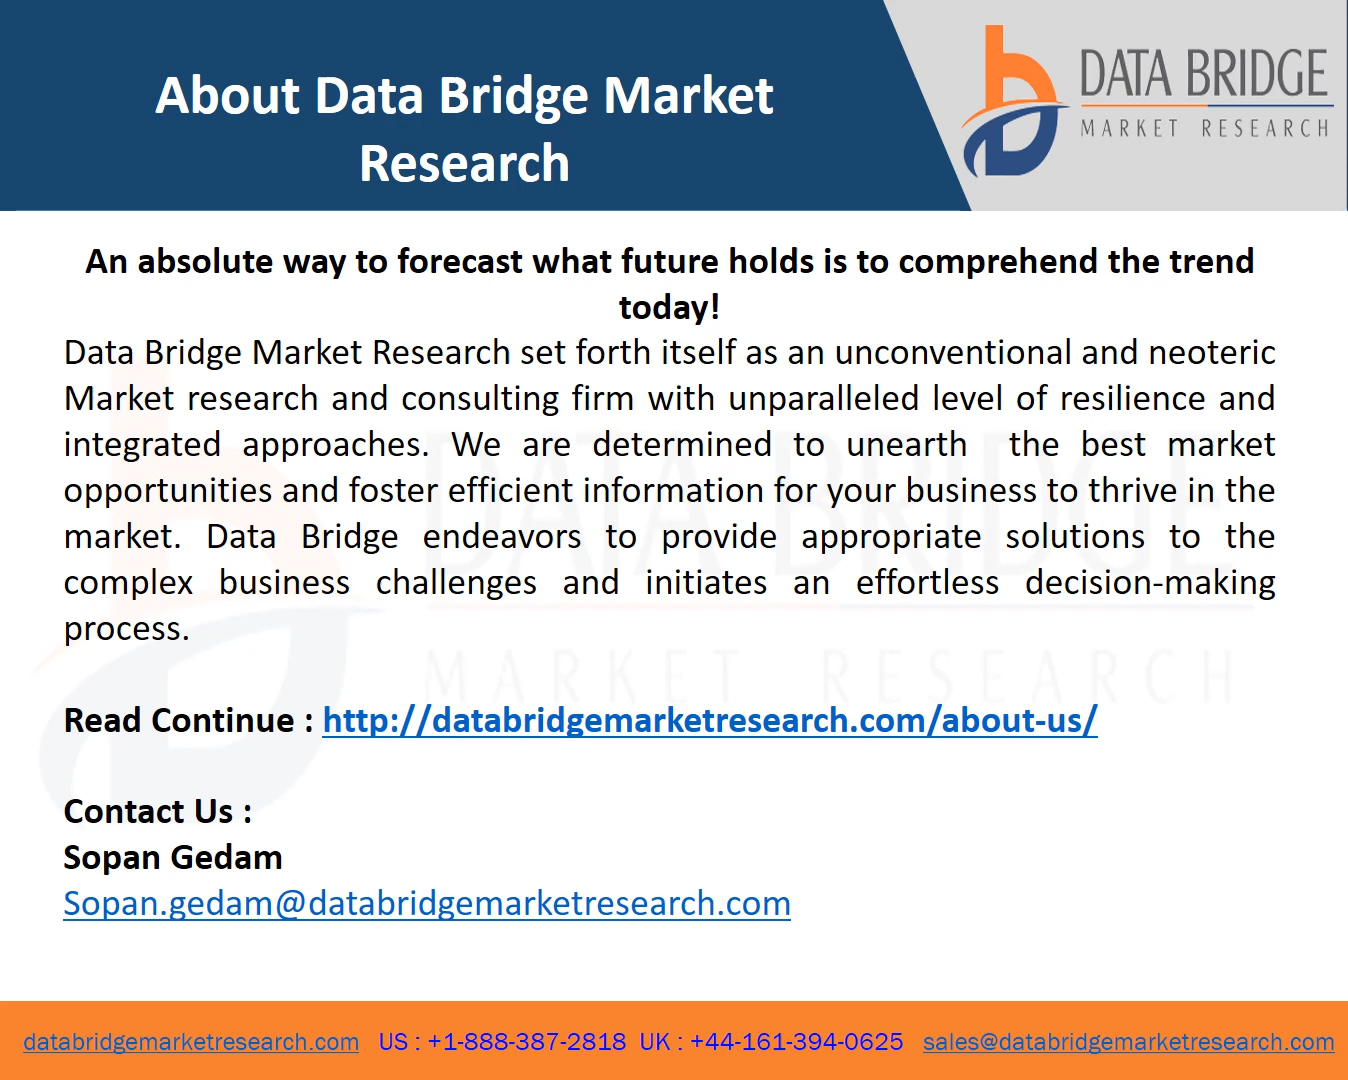 About Data Bridge Market
Research
DATA BRIDGE
MARKET RESEARCH
An absolute way to forecast what future holds is to comprehend the trend
today!
Data Bridge Market Research set forth itself as an unconventional and neoteric
Market research and consulting firm with unparalleled level of resilience and
integrated approaches. We are determined to unearth the best market
opportunities and foster efficient information for your business to thrive in the
market. Data Bridge endeavors to provide appropriate solutions to the
complex business challenges and initiates an effortless decision-making
process.
DATA BRIDGE
MARKET RESEARCH
Read Continue : http://databridgemarketresearch.com/about-us/
Contact Us :
Sopan Gedam
Sopan.gedam@databridgemarketresearch.com
databridgemarketresearch.com US : +1-888-387-2818 UK : +44-161-394-0625 sales@databridgemarketresearch.com